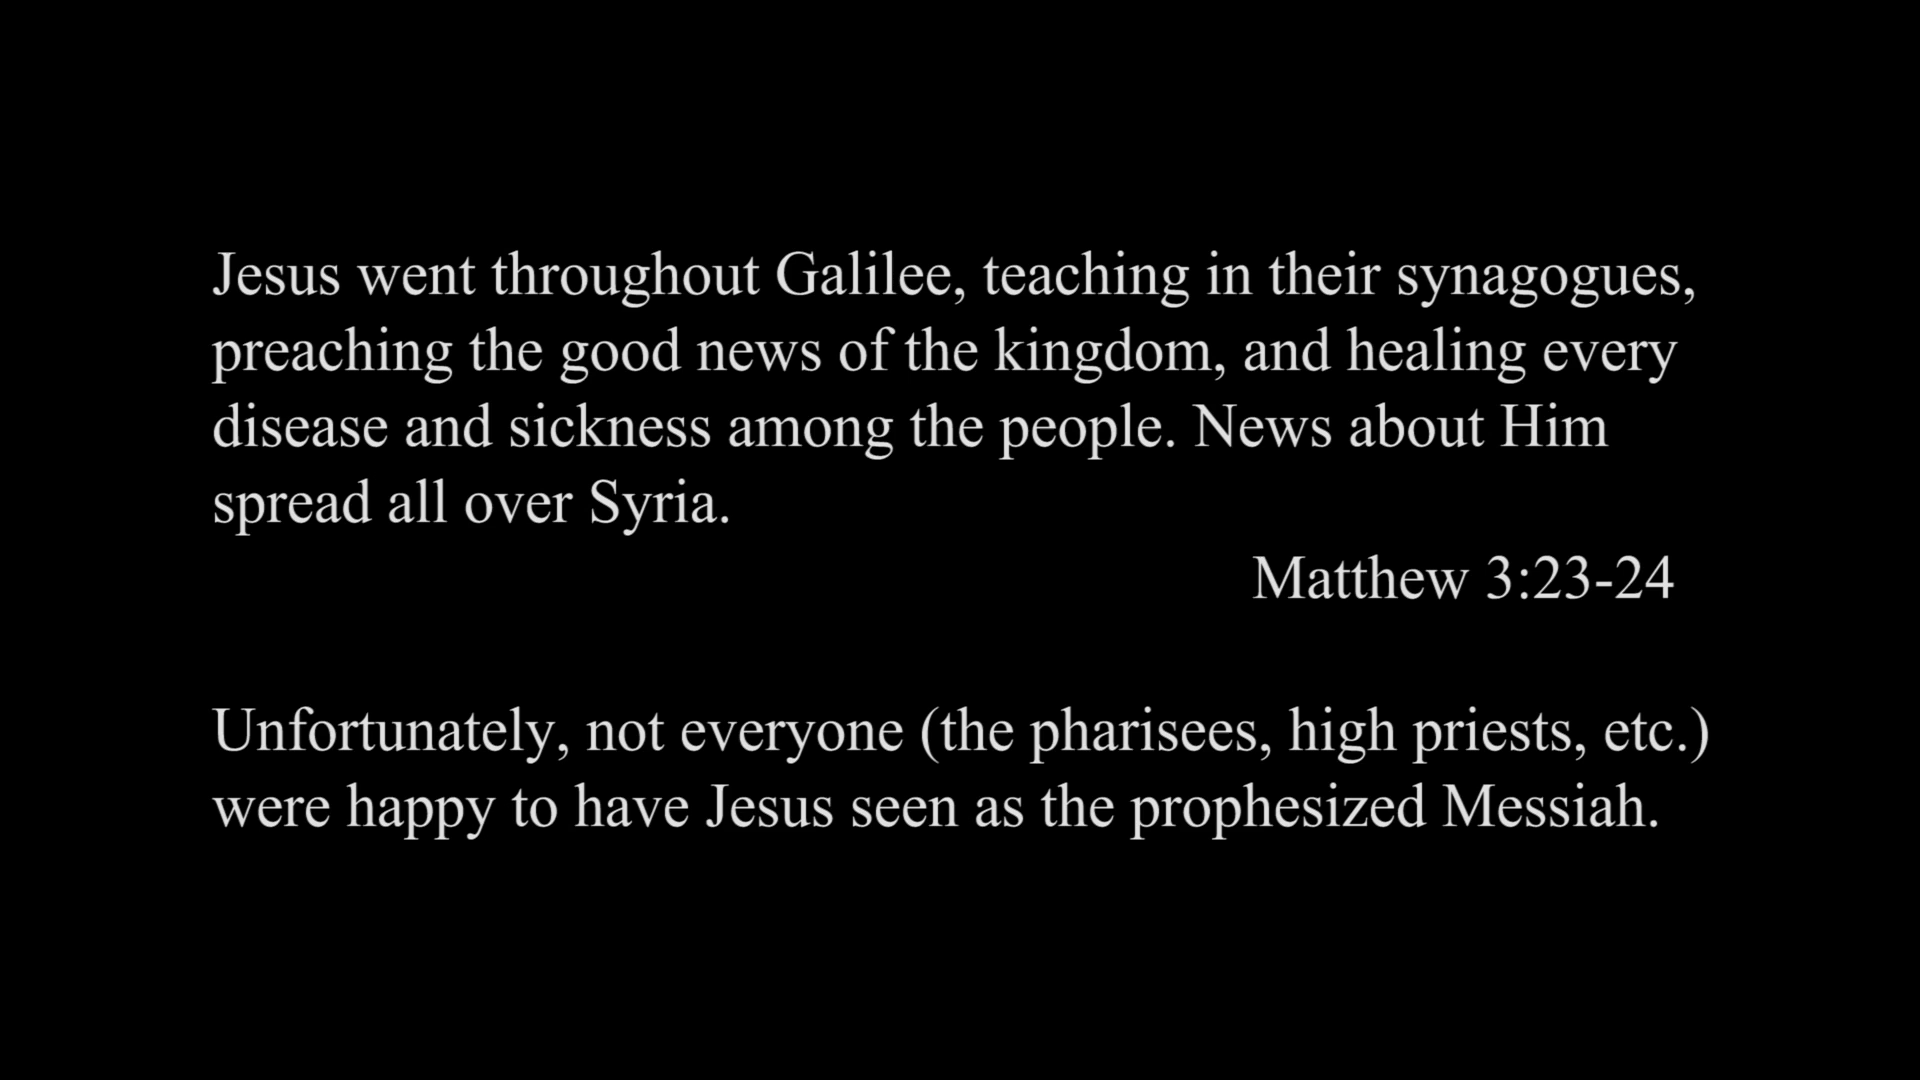 Jesus went throughout Galilee, teaching in their synagogues,
preaching the good news of the kingdom, and healing every
disease and sickness among the people. News about Him
spread all over Syria.
Matthew 3:23-24
Unfortunately, not everyone (the pharisees, high priests, etc.)
were happy to have Jesus seen as the prophesized Messiah.